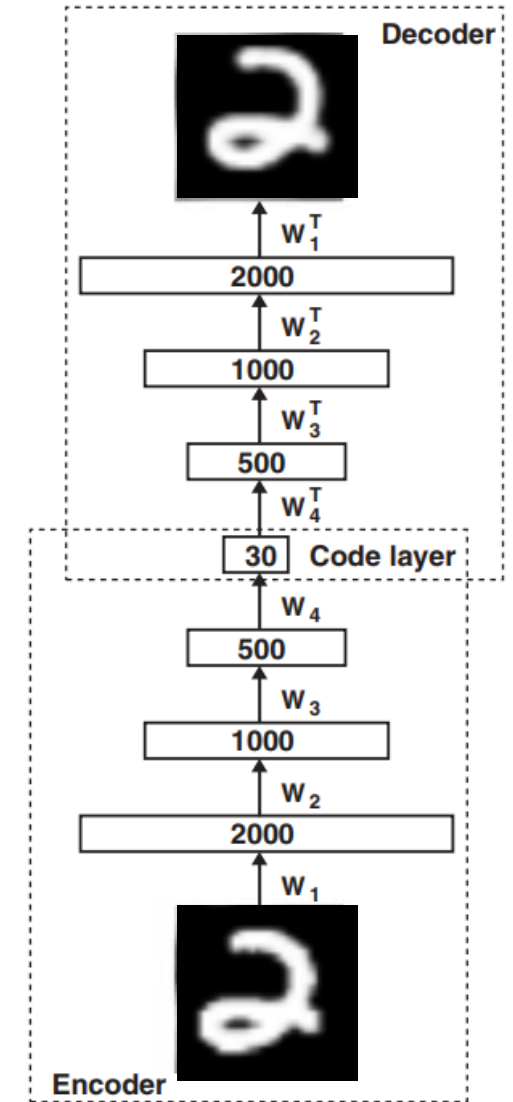 Decoder
W₁ᵀ
2000
W₂ᵀ
1000
W₃ᵀ
500
W₄ᵀ
30 Code layer
W₄
500
W₃
1000
W₂
2000
W₁
Encoder